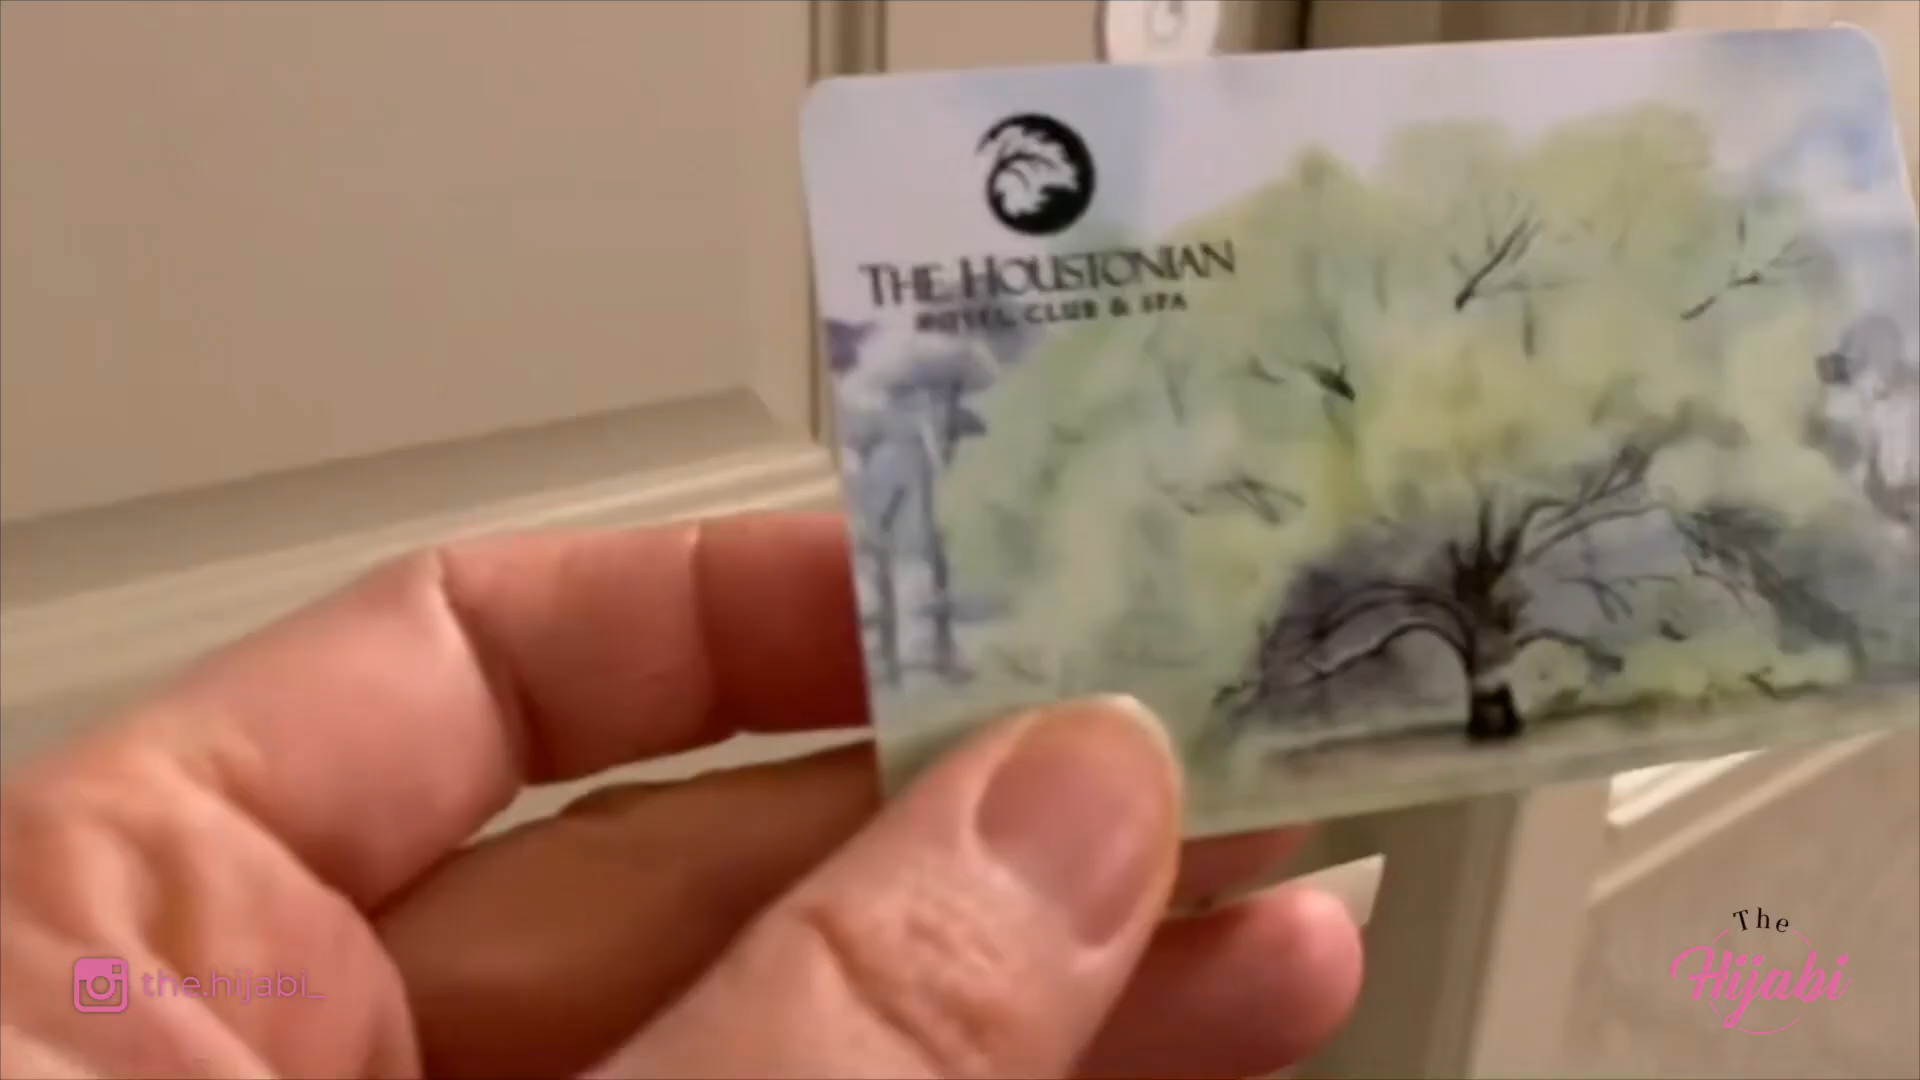 THE HOUSTONIAN
HOTEL, CLUB & SPA
the.hijabi_
The
Hijabi